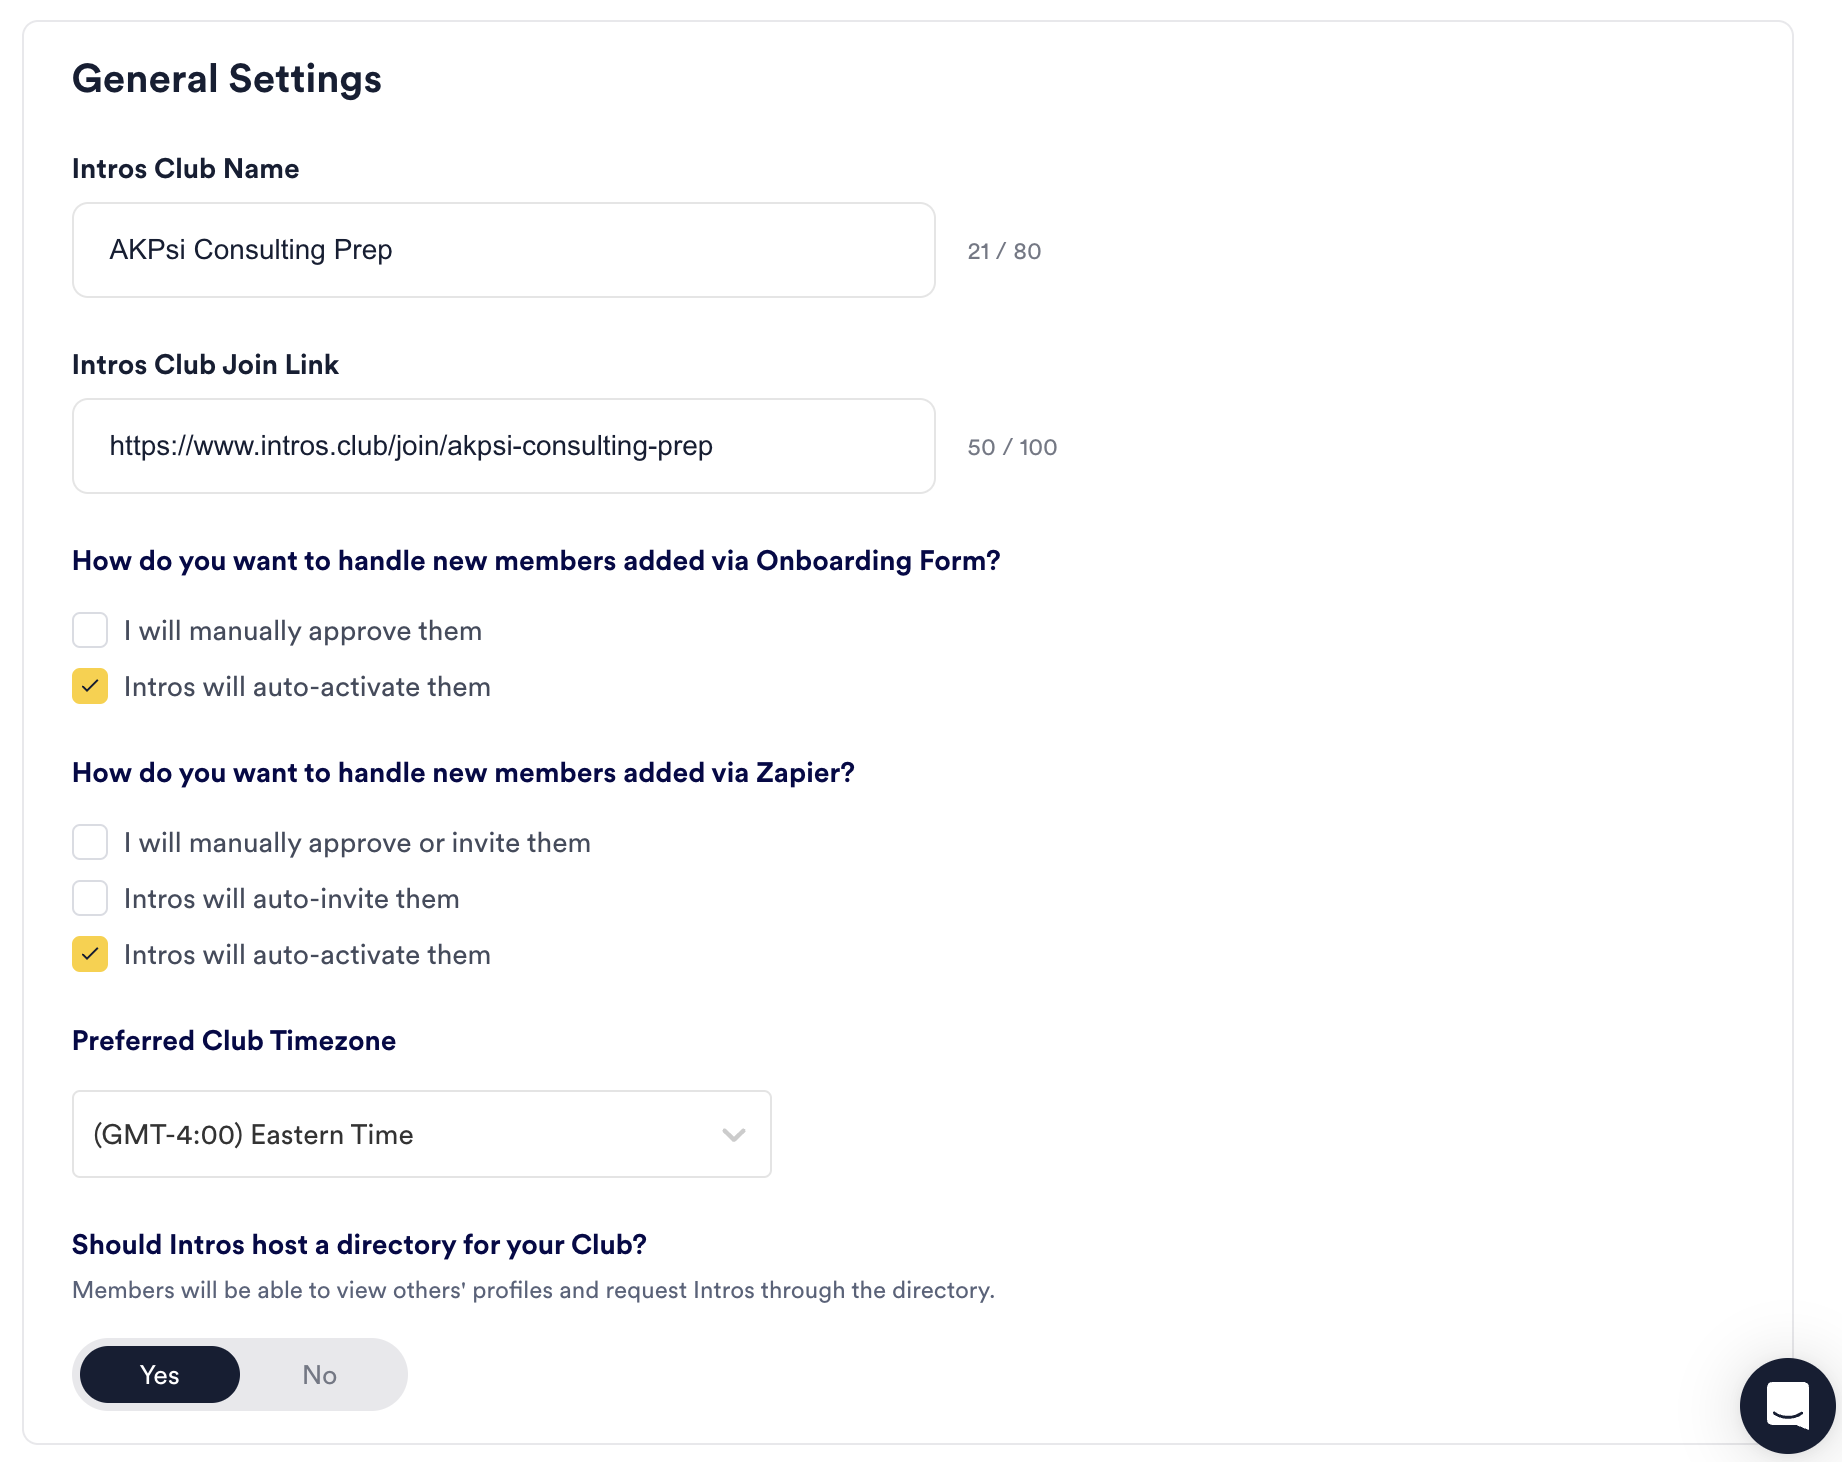 General Settings
Intros Club Name
AKPsi Consulting Prep
21 / 80
Intros Club Join Link
https://www.intros.club/join/akpsi-consulting-prep
50 / 100
How do you want to handle new members added via Onboarding Form?
I will manually approve them
Intros will auto-activate them
How do you want to handle new members added via Zapier?
I will manually approve or invite them
Intros will auto-invite them
Intros will auto-activate them
Preferred Club Timezone
(GMT-4:00) Eastern Time
Should Intros host a directory for your Club?
Members will be able to view others' profiles and request Intros through the directory.
Yes
No